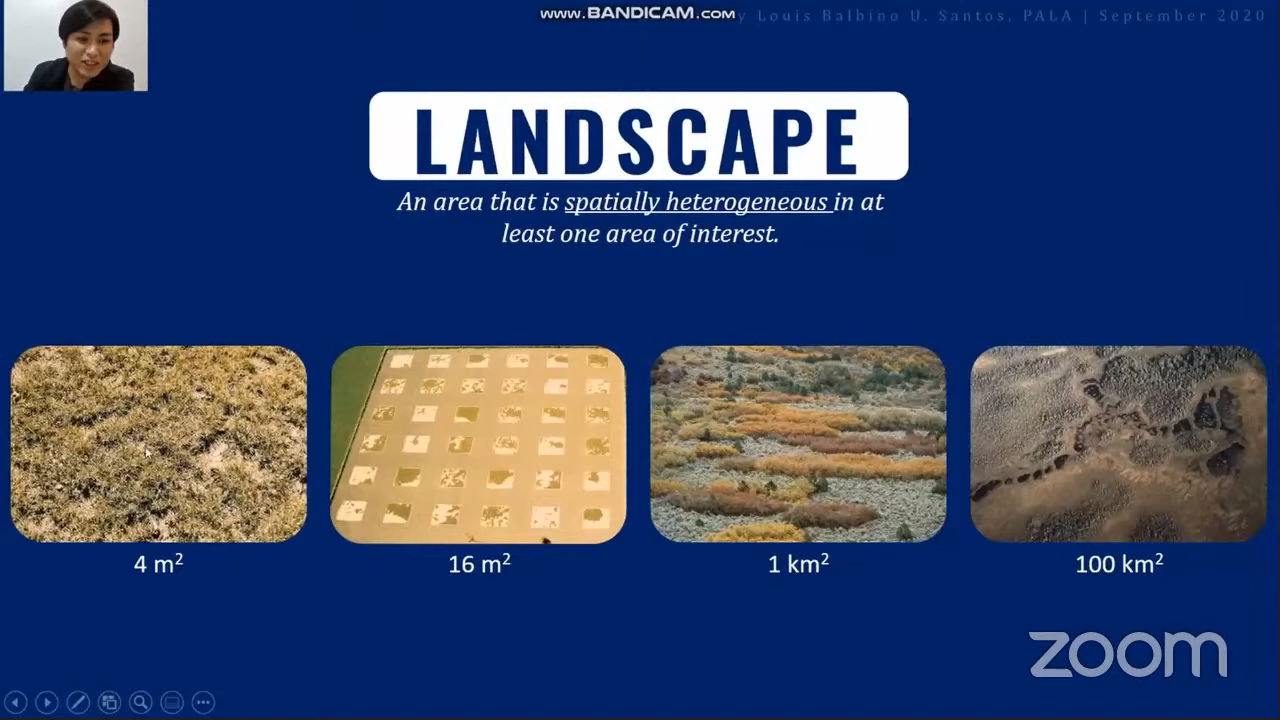 www.BANDICAM.com
y Louis Balbino U. Santos, PALA | September 2020
LANDSCAPE
An area that is spatially heterogeneous in at
least one area of interest.
4 m²
16 m²
1 km²
100 km²
zoom